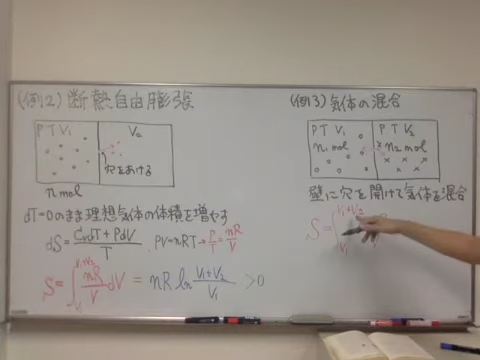 (例2) 断熱自由膨張
P T V₁
V₂
穴をあける
n mol
dT=0のまま理想気体の体積を増やす
dS = (CvdT + PdV)/T , PV=nRT → P/T = nR/V
S = ∫_{V₁}^{V₁+V₂} nR/V dV = nR ln (V₁+V₂)/V₁ > 0
(例3) 気体の混合
P T V₁
n₁ mol
P T V₂
n₂ mol
壁に穴を開けて気体を混合
S = ∫_{V₁}^{V₁+V₂}